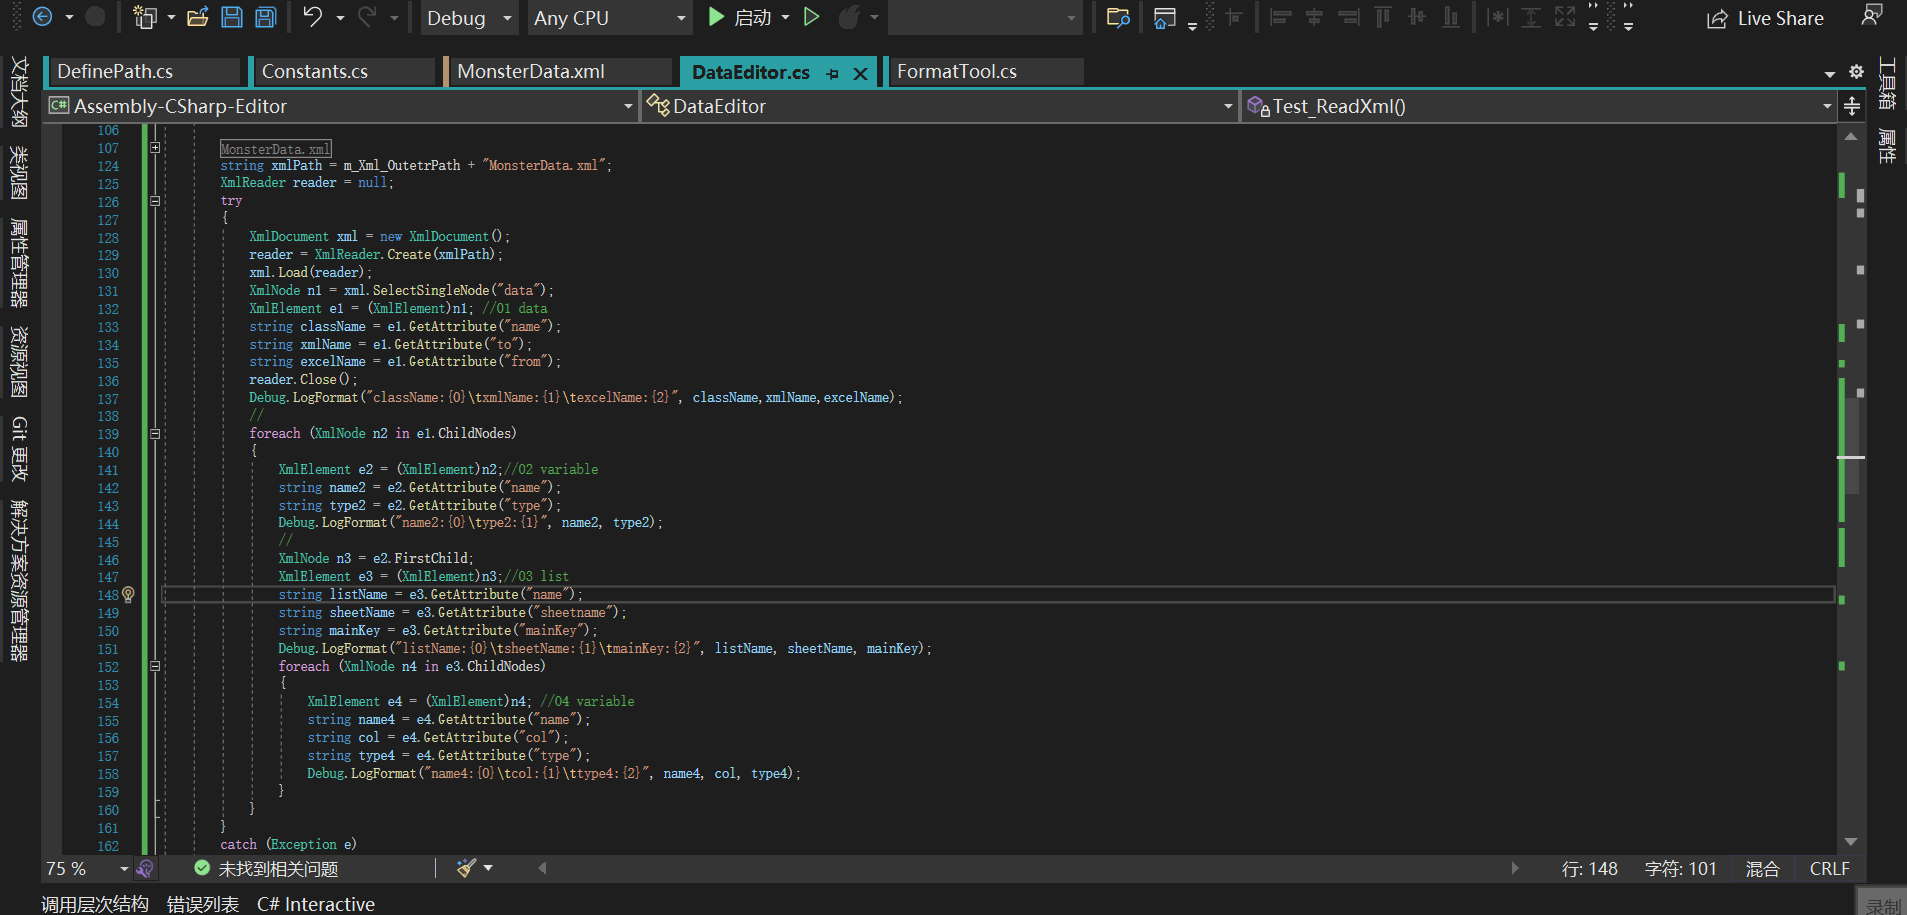 Debug
Any CPU
启动
Live Share
DefinePath.cs
Constants.cs
MonsterData.xml
DataEditor.cs
FormatTool.cs
C# Assembly-CSharp-Editor
DataEditor
Test_ReadXml()
文档大纲
类视图
属性管理器
资源视图
Git 更改
解决方案资源管理器
工具箱
属性
106
107 MonsterData.xml
124 string xmlPath = m_Xml_OutetrPath + "MonsterData.xml";
125 XmlReader reader = null;
126 try
127 {
128 XmlDocument xml = new XmlDocument();
129 reader = XmlReader.Create(xmlPath);
130 xml.Load(reader);
131 XmlNode n1 = xml.SelectSingleNode("data");
132 XmlElement e1 = (XmlElement)n1; //01 data
133 string className = e1.GetAttribute("name");
134 string xmlName = e1.GetAttribute("to");
135 string excelName = e1.GetAttribute("from");
136 reader.Close();
137 Debug.LogFormat("className:{0}\txmlName:{1}\texcelName:{2}", className,xmlName,excelName);
138 //
139 foreach (XmlNode n2 in e1.ChildNodes)
140 {
141 XmlElement e2 = (XmlElement)n2;//02 variable
142 string name2 = e2.GetAttribute("name");
143 string type2 = e2.GetAttribute("type");
144 Debug.LogFormat("name2:{0}\type2:{1}", name2, type2);
145 //
146 XmlNode n3 = e2.FirstChild;
147 XmlElement e3 = (XmlElement)n3;//03 list
148 string listName = e3.GetAttribute("name");
149 string sheetName = e3.GetAttribute("sheetname");
150 string mainKey = e3.GetAttribute("mainKey");
151 Debug.LogFormat("listName:{0}\tsheetName:{1}\tmainKey:{2}", listName, sheetName, mainKey);
152 foreach (XmlNode n4 in e3.ChildNodes)
153 {
154 XmlElement e4 = (XmlElement)n4; //04 variable
155 string name4 = e4.GetAttribute("name");
156 string col = e4.GetAttribute("col");
157 string type4 = e4.GetAttribute("type");
158 Debug.LogFormat("name4:{0}\tcol:{1}\ttype4:{2}", name4, col, type4);
159 }
160 }
161 }
162 catch (Exception e)
75 %
未找到相关问题
行: 148
字符: 101
混合
CRLF
调用层次结构
错误列表
C# Interactive
录制